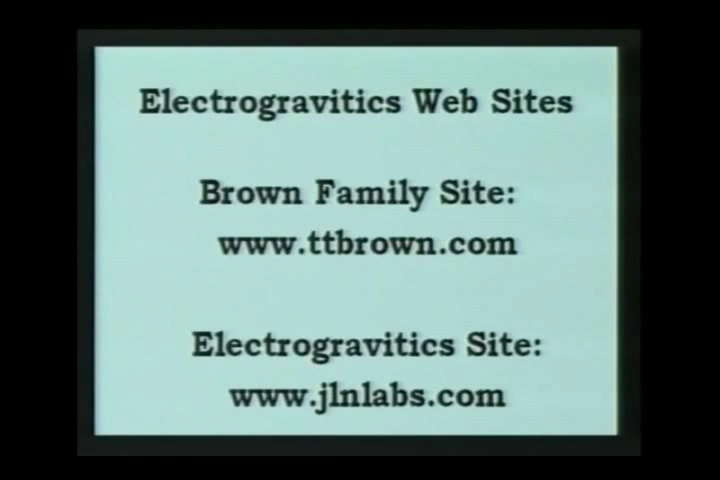 Electrogravitics Web Sites
Brown Family Site:
www.ttbrown.com
Electrogravitics Site:
www.jlnlabs.com